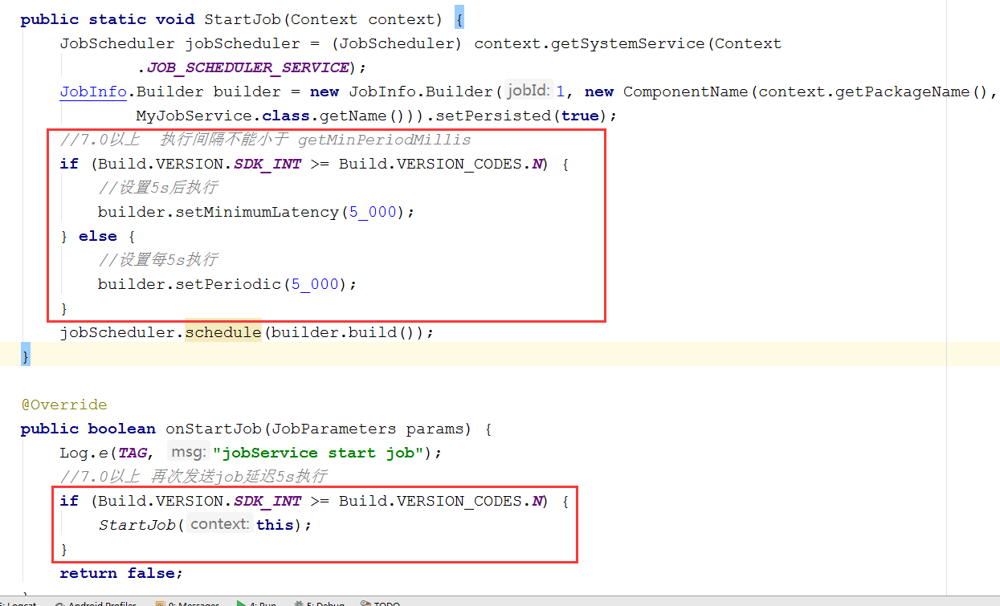 public static void StartJob(Context context) {
JobScheduler jobScheduler = (JobScheduler) context.getSystemService(Context
.JOB_SCHEDULER_SERVICE);
JobInfo.Builder builder = new JobInfo.Builder( jobId: 1, new ComponentName(context.getPackageName(),
MyJobService.class.getName())).setPersisted(true);
//7.0以上 执行间隔不能小于 getMinPeriodMillis
if (Build.VERSION.SDK_INT >= Build.VERSION_CODES.N) {
//设置5s后执行
builder.setMinimumLatency(5_000);
} else {
//设置每5s执行
builder.setPeriodic(5_000);
}
jobScheduler.schedule(builder.build());
}
@Override
public boolean onStartJob(JobParameters params) {
Log.e(TAG, msg: "jobService start job");
//7.0以上 再次发送job延迟5s执行
if (Build.VERSION.SDK_INT >= Build.VERSION_CODES.N) {
StartJob( context: this);
}
return false;
Logcat Android Profiler 0: Messages 4: Run 5: Debug TODO